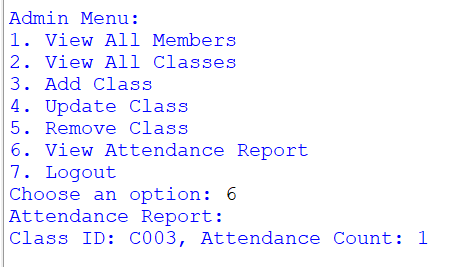 Admin Menu:
1. View All Members
2. View All Classes
3. Add Class
4. Update Class
5. Remove Class
6. View Attendance Report
7. Logout
Choose an option: 6
Attendance Report:
Class ID: C003, Attendance Count: 1